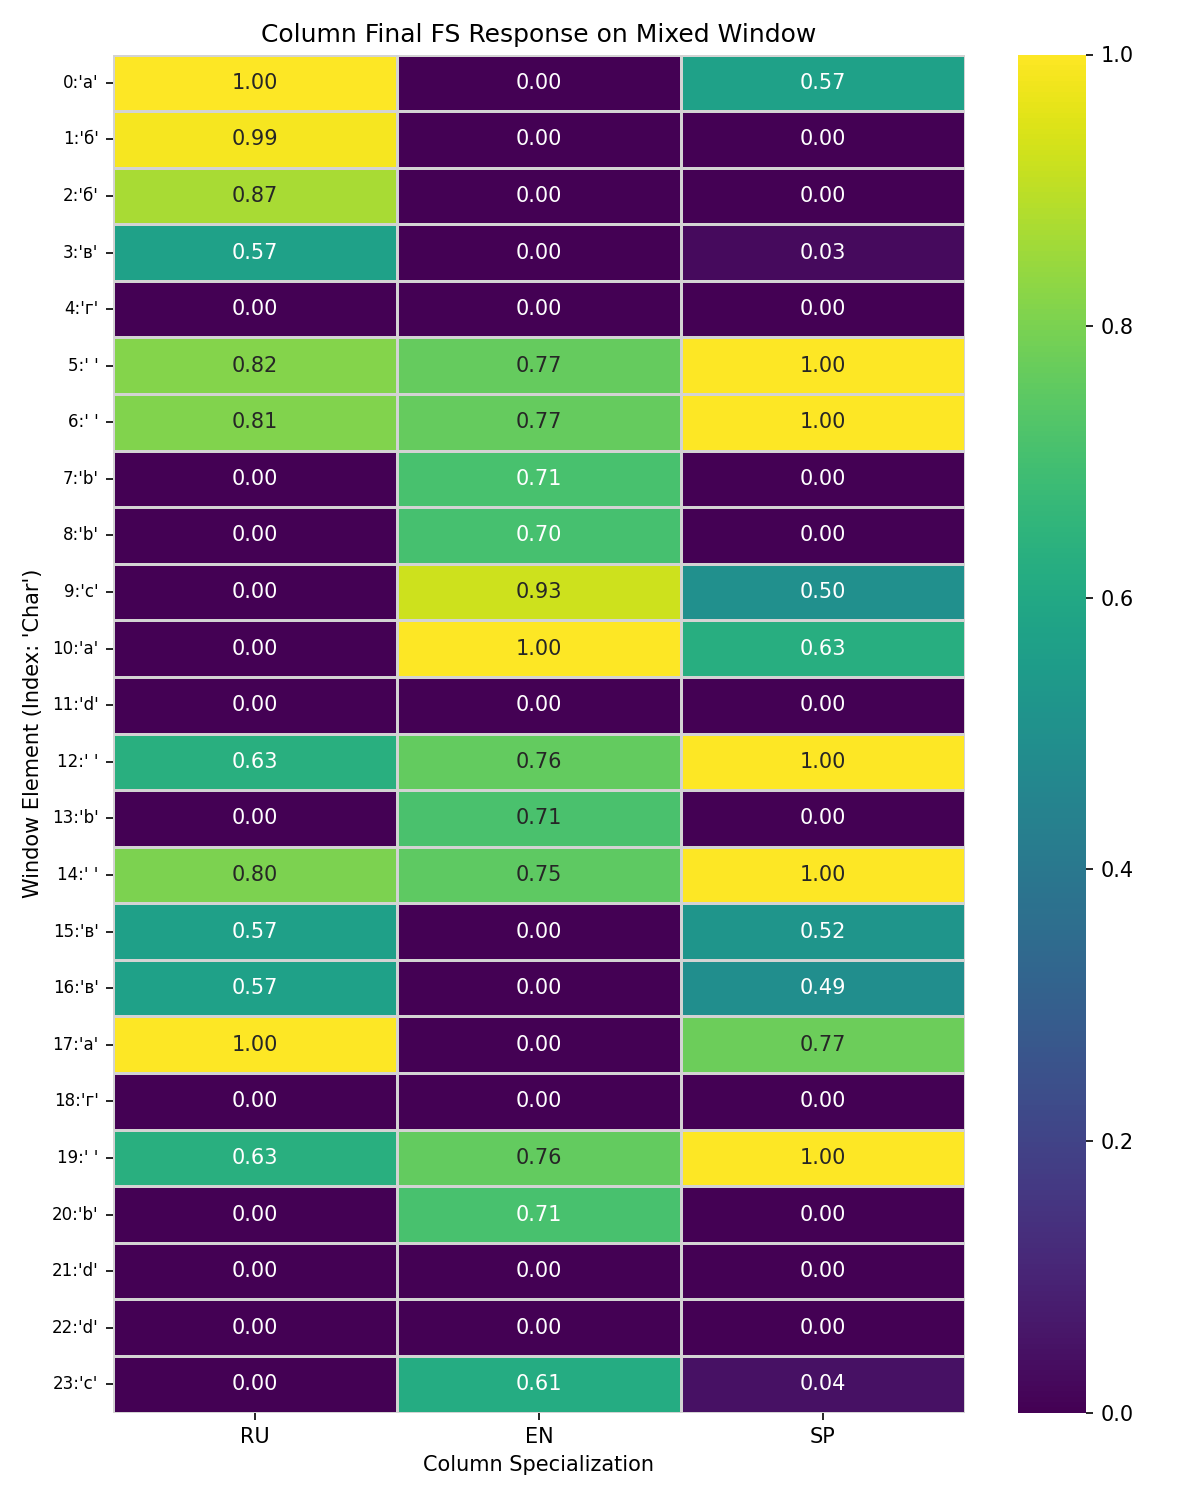 Column Final FS Response on Mixed Window
0:'а' 1.00 0.00 0.57 1.0
1:'б' 0.99 0.00 0.00
2:'б' 0.87 0.00 0.00
3:'в' 0.57 0.00 0.03
4:'г' 0.00 0.00 0.00
5:' ' 0.82 0.77 1.00 0.8
6:' ' 0.81 0.77 1.00
7:'b' 0.00 0.71 0.00
8:'b' 0.00 0.70 0.00
9:'c' 0.00 0.93 0.50 0.6
10:'a' 0.00 1.00 0.63
11:'d' 0.00 0.00 0.00
12:' ' 0.63 0.76 1.00
13:'b' 0.00 0.71 0.00
14:' ' 0.80 0.75 1.00 0.4
15:'в' 0.57 0.00 0.52
16:'в' 0.57 0.00 0.49
17:'а' 1.00 0.00 0.77
18:'г' 0.00 0.00 0.00
19:' ' 0.63 0.76 1.00 0.2
20:'b' 0.00 0.71 0.00
21:'d' 0.00 0.00 0.00
22:'d' 0.00 0.00 0.00
23:'c' 0.00 0.61 0.04 0.0
RU EN SP
Column Specialization
Window Element (Index: 'Char')